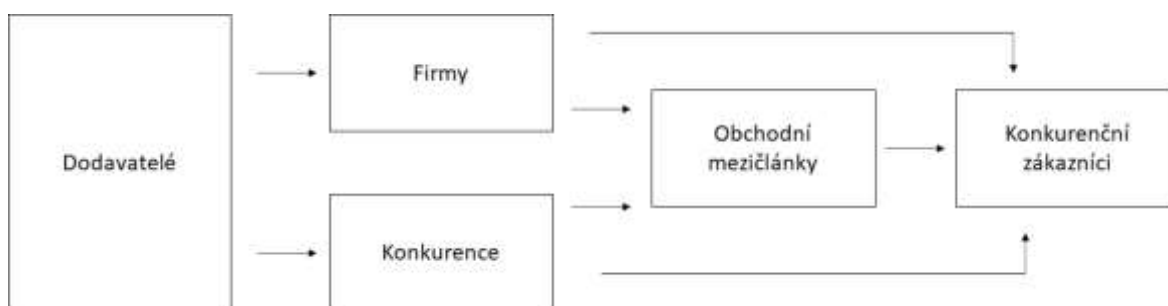 Dodavatelé
Firmy
Konkurence
Obchodní
mezičlánky
Konkurenční
zákazníci